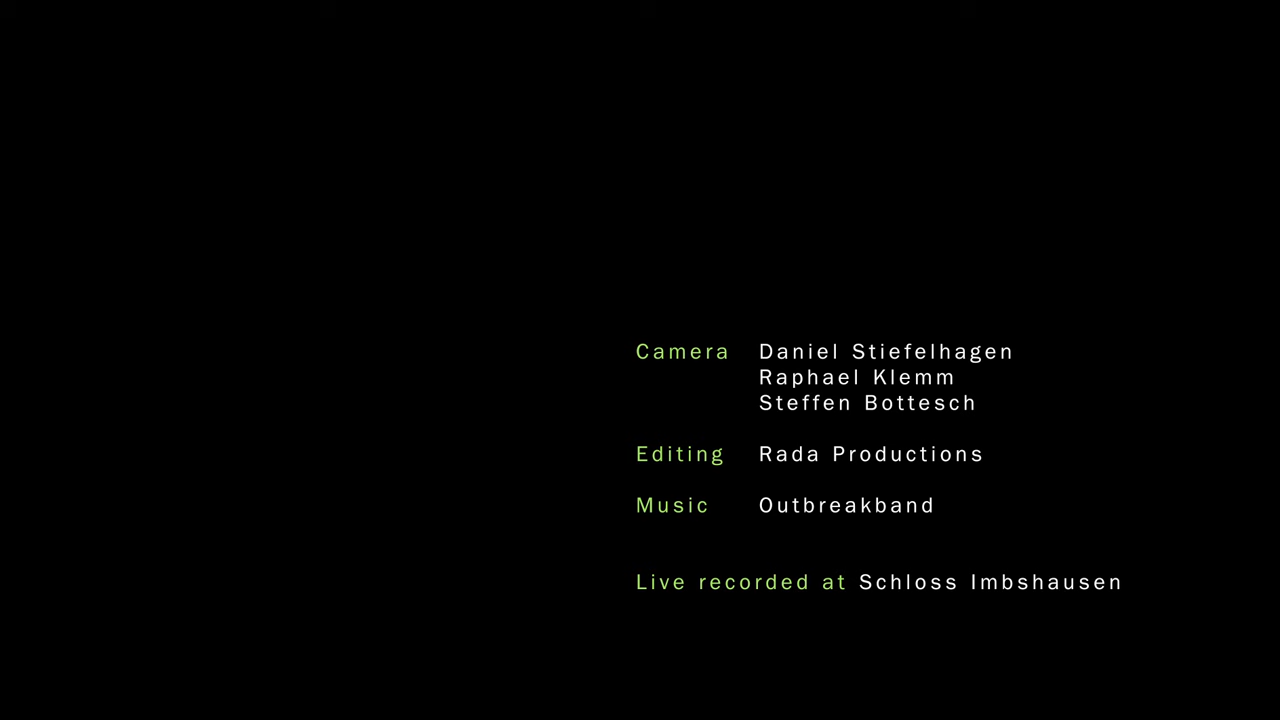 Camera Daniel Stiefelhagen
Raphael Klemm
Steffen Bottesch
Editing Rada Productions
Music Outbreakband
Live recorded at Schloss Imbshausen